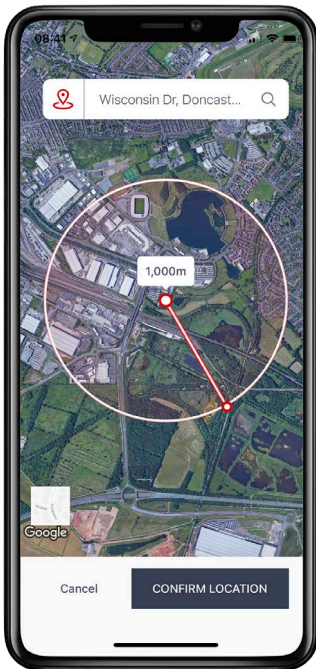 08:41
Wisconsin Dr, Doncast...
1,000m
Google
Cancel
CONFIRM LOCATION